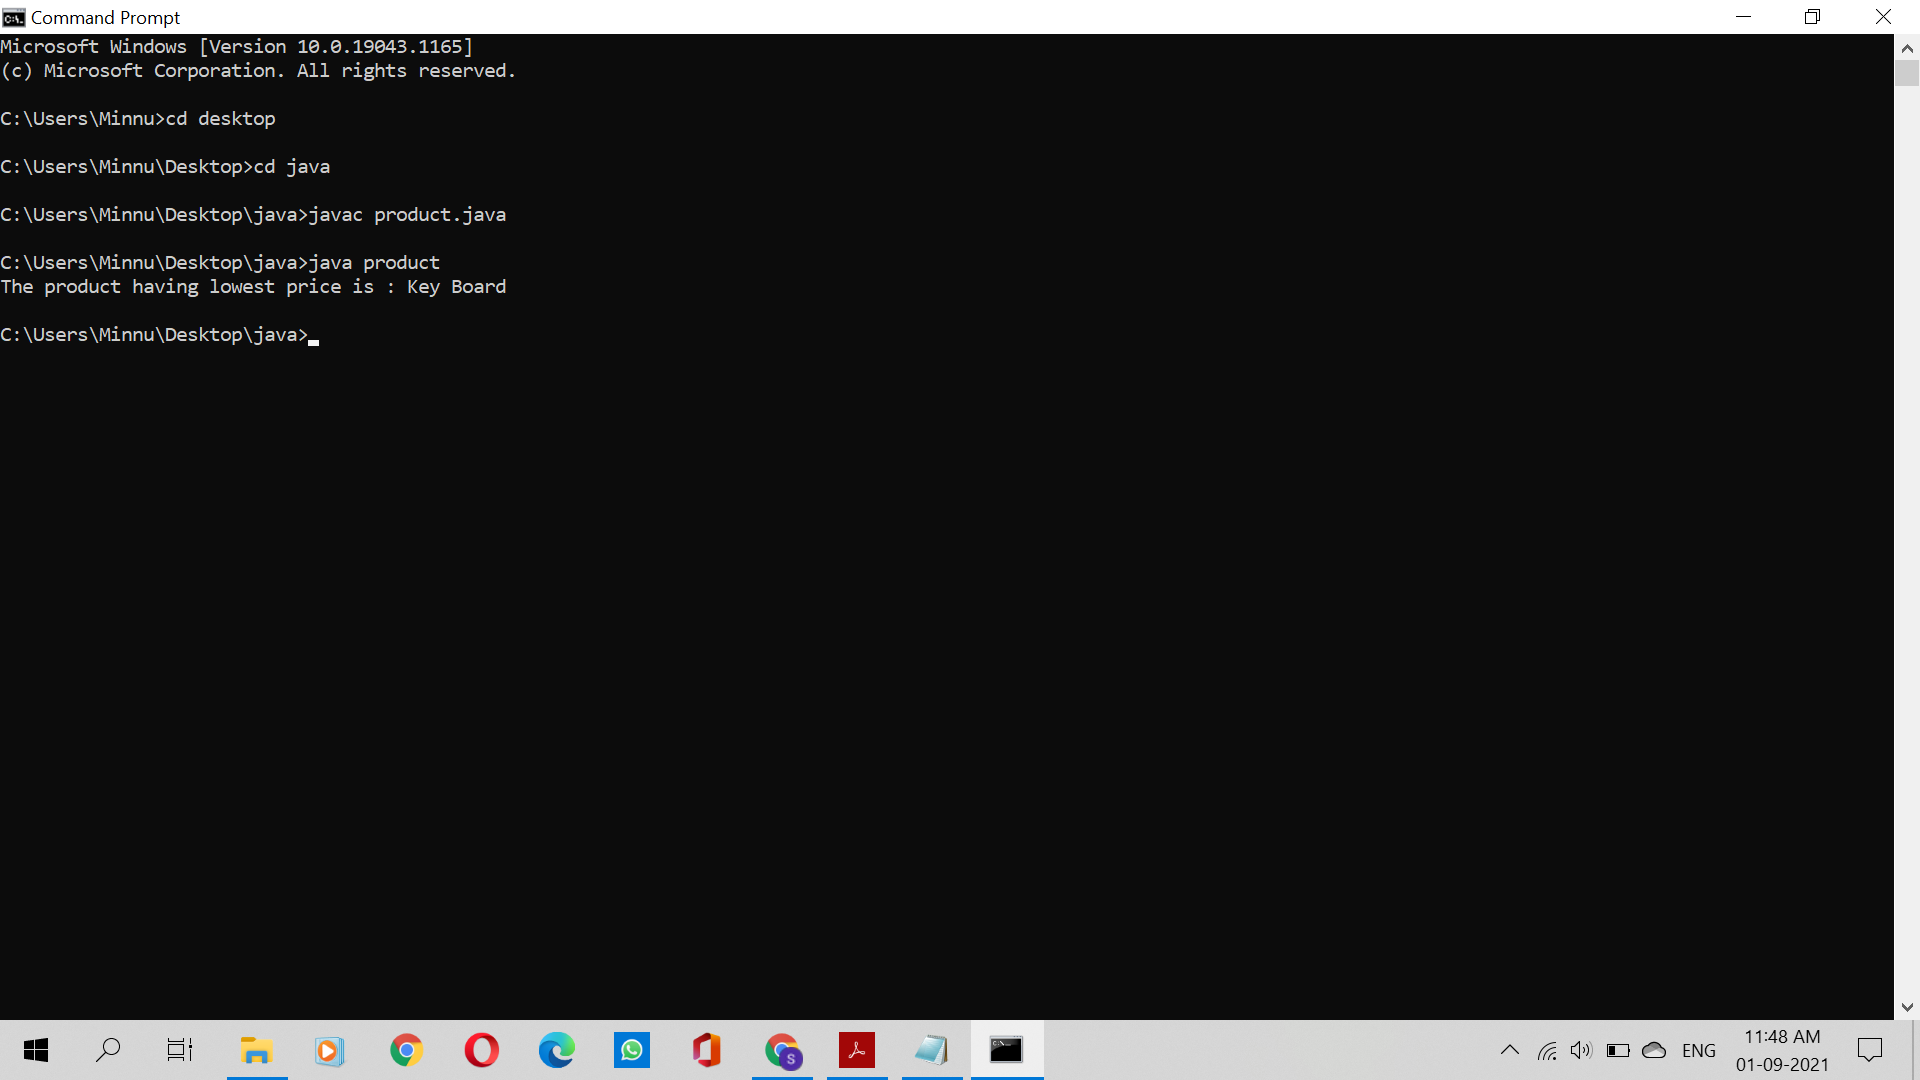 Command Prompt
Microsoft Windows [Version 10.0.19043.1165]
(c) Microsoft Corporation. All rights reserved.
C:\Users\Minnu>cd desktop
C:\Users\Minnu\Desktop>cd java
C:\Users\Minnu\Desktop\java>javac product.java
C:\Users\Minnu\Desktop\java>java product
The product having lowest price is : Key Board
C:\Users\Minnu\Desktop\java>
S
ENG
11:48 AM
01-09-2021